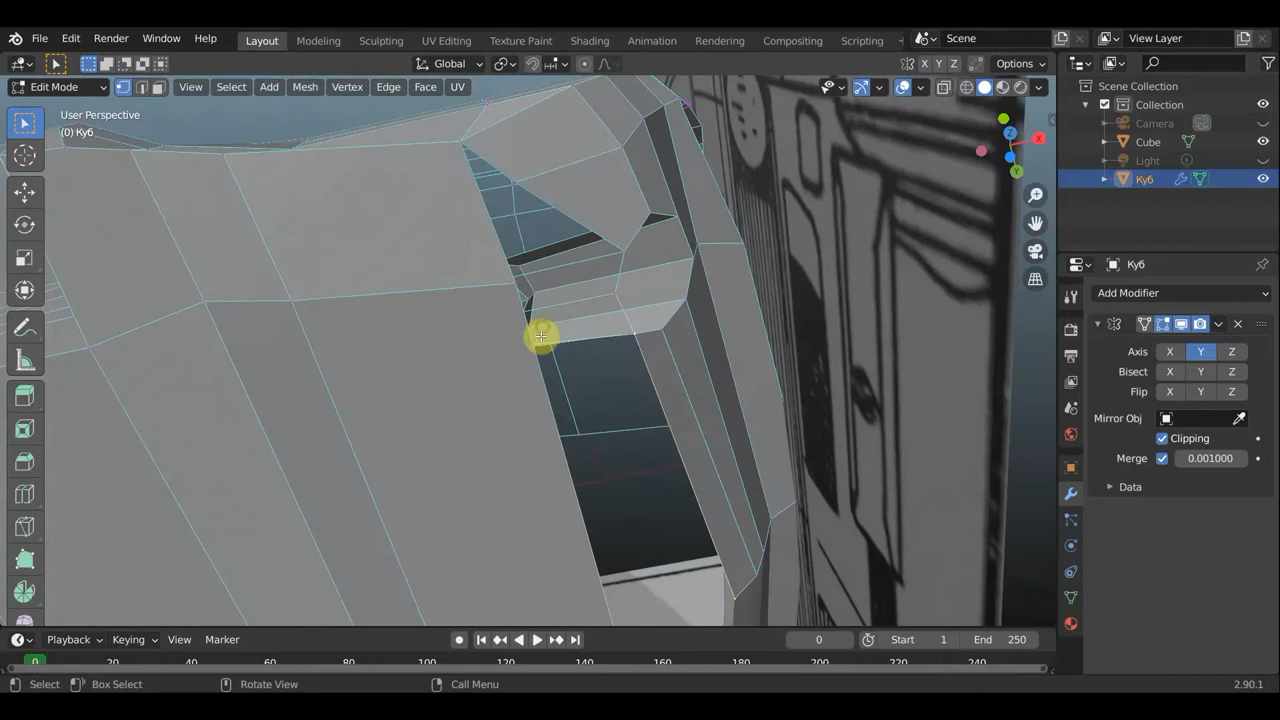 File Edit Render Window Help Layout Modeling Sculpting UV Editing Texture Paint Shading Animation Rendering Compositing Scripting Scene View Layer
Global X Y Z Options
Edit Mode View Select Add Mesh Vertex Edge Face UV
User Perspective
(0) Куб
X
Z
Y
Scene Collection
Collection
Camera
Cube
Light
Куб
Куб
Add Modifier
Axis X Y Z
Bisect X Y Z
Flip X Y Z
Mirror Obj
Clipping
Merge 0.001000
Data
Playback Keying View Marker 0 Start 1 End 250
0 20 40 60 80 100 120 140 160 180 200 220 240
Select Box Select Rotate View Call Menu 2.90.1